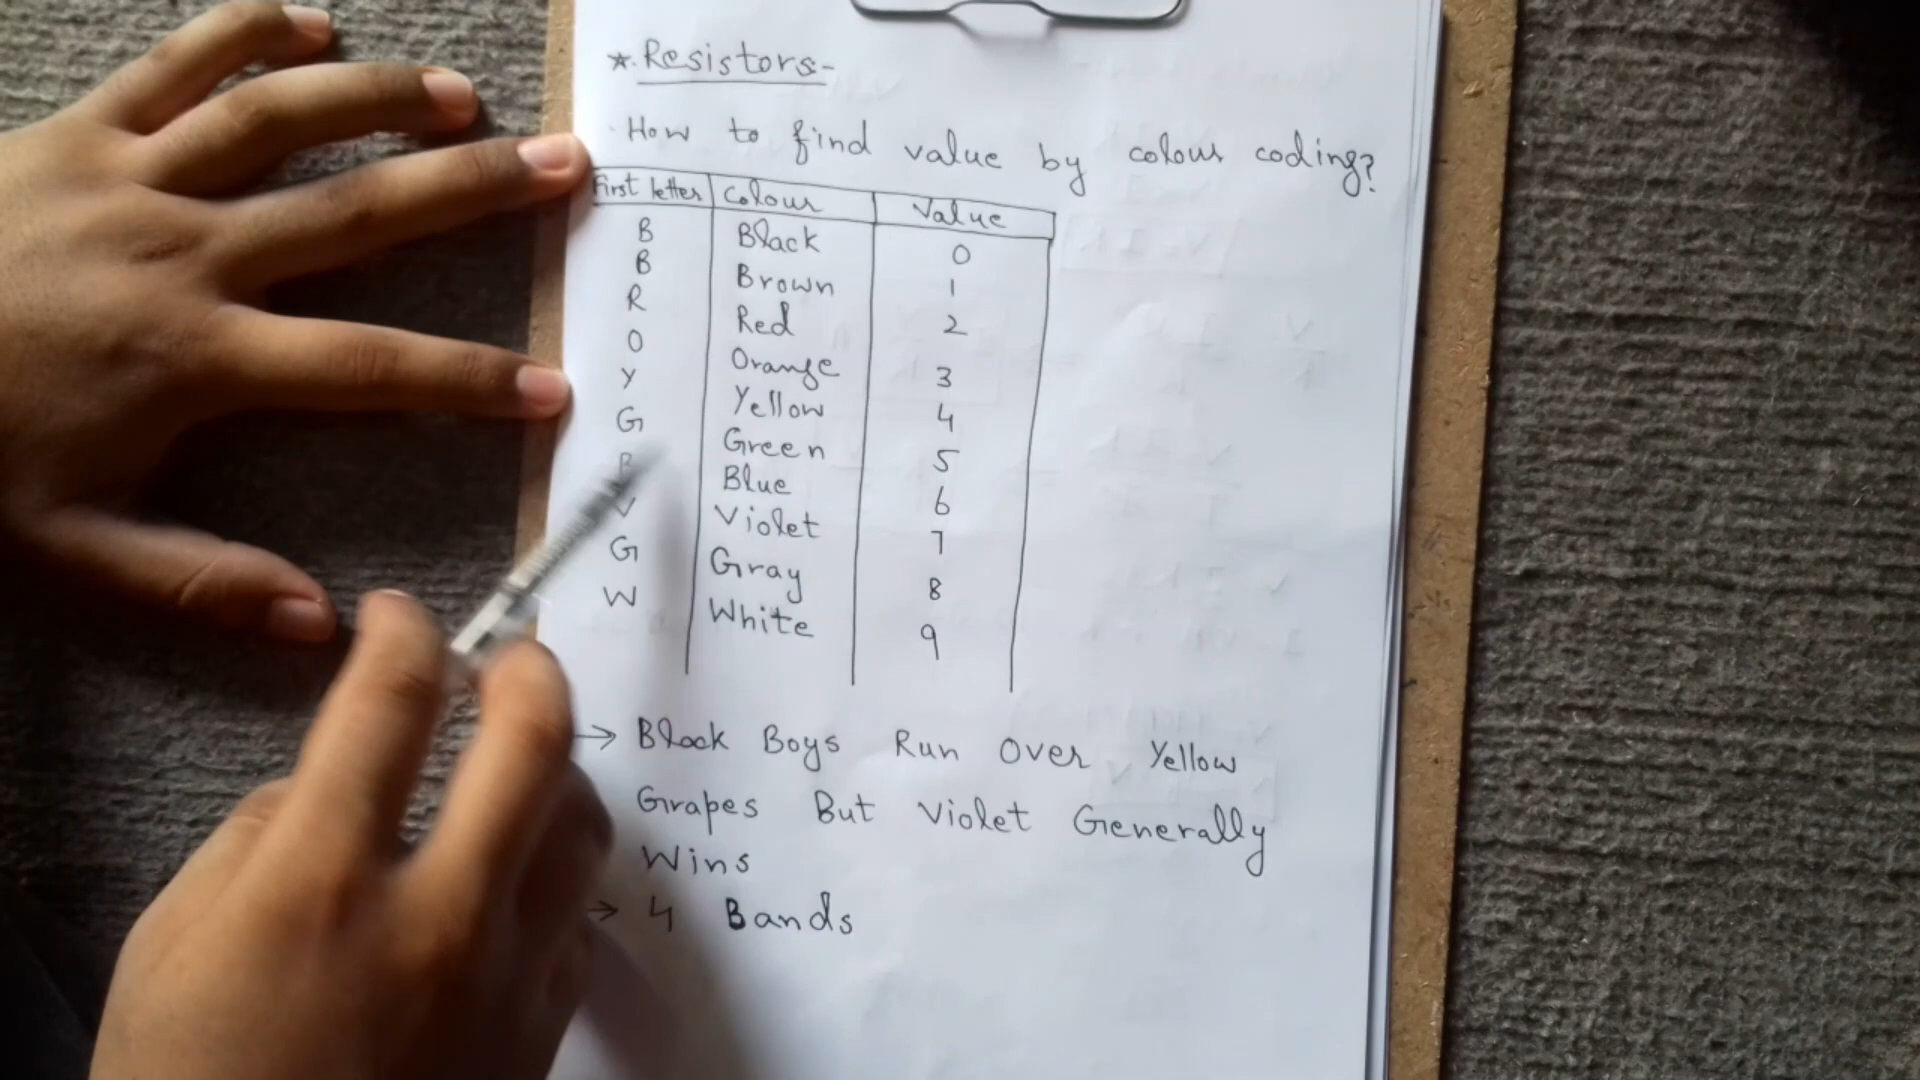 ★. Resistors-
How to find value by colour coding?
First letter Colour Value
B Black 0
B Brown 1
R Red 2
O Orange 3
Y Yellow 4
G Green 5
B Blue 6
V Violet 7
G Gray 8
W White 9
→ Black Boys Run Over Yellow
Grapes But Violet Generally
Wins
→ 4 Bands